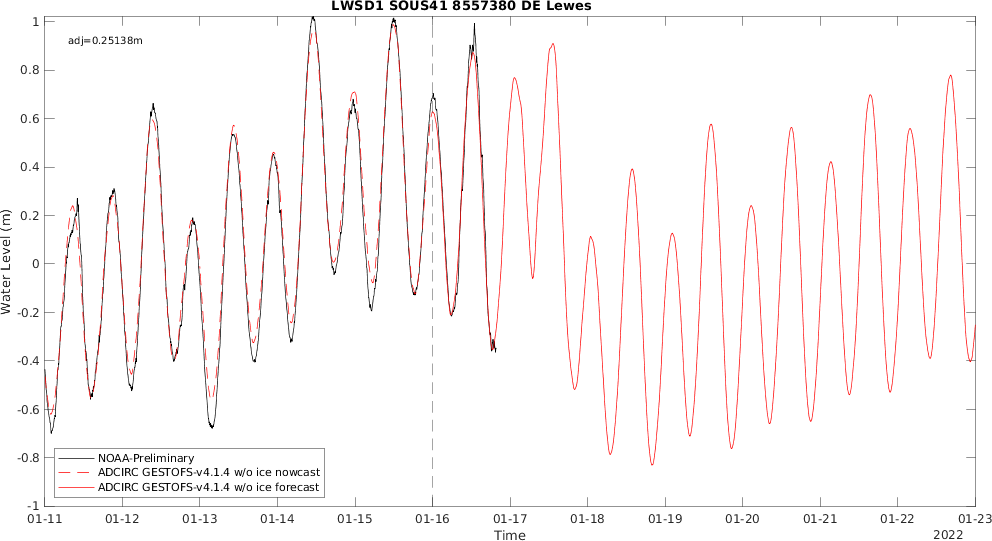 LWSD1 SOUS41 8557380 DE Lewes
adj=0.25138m
1
0.8
0.6
0.4
0.2
0
-0.2
-0.4
-0.6
-0.8
-1
Water Level (m)
NOAA-Preliminary
ADCIRC GESTOFS-v4.1.4 w/o ice nowcast
ADCIRC GESTOFS-v4.1.4 w/o ice forecast
01-11 01-12 01-13 01-14 01-15 01-16 01-17 01-18 01-19 01-20 01-21 01-22 01-23
Time
2022